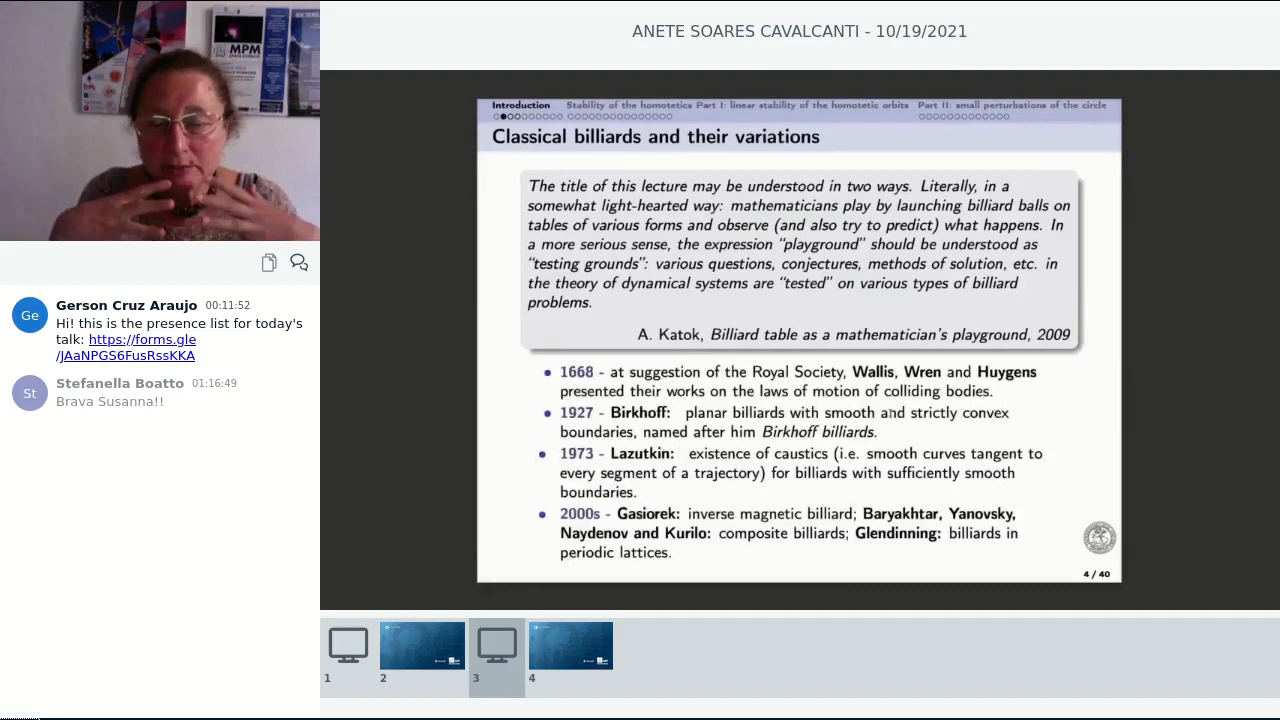 ANETE SOARES CAVALCANTI - 10/19/2021
MPM
Gerson Cruz Araujo 00:11:52
Hi! this is the presence list for today's
talk: https://forms.gle
/JAaNPGS6FusRssKKA
Stefanella Boatto 01:16:49
Brava Susanna!!
Ge
St
Introduction Stability of the homotetics Part I: linear stability of the homotetic orbits Part II: small perturbations of the circle
Classical billiards and their variations
The title of this lecture may be understood in two ways. Literally, in a
somewhat light-hearted way: mathematicians play by launching billiard balls on
tables of various forms and observe (and also try to predict) what happens. In
a more serious sense, the expression “playground” should be understood as
“testing grounds”: various questions, conjectures, methods of solution, etc. in
the theory of dynamical systems are “tested” on various types of billiard
problems.
A. Katok, Billiard table as a mathematician's playground, 2009
• 1668 - at suggestion of the Royal Society, Wallis, Wren and Huygens
presented their works on the laws of motion of colliding bodies.
• 1927 - Birkhoff: planar billiards with smooth and strictly convex
boundaries, named after him Birkhoff billiards.
• 1973 - Lazutkin: existence of caustics (i.e. smooth curves tangent to
every segment of a trajectory) for billiards with sufficiently smooth
boundaries.
• 2000s - Gasiorek: inverse magnetic billiard; Baryakhtar, Yanovsky,
Naydenov and Kurilo: composite billiards; Glendinning: billiards in
periodic lattices.
4 / 40
1 2 3 4